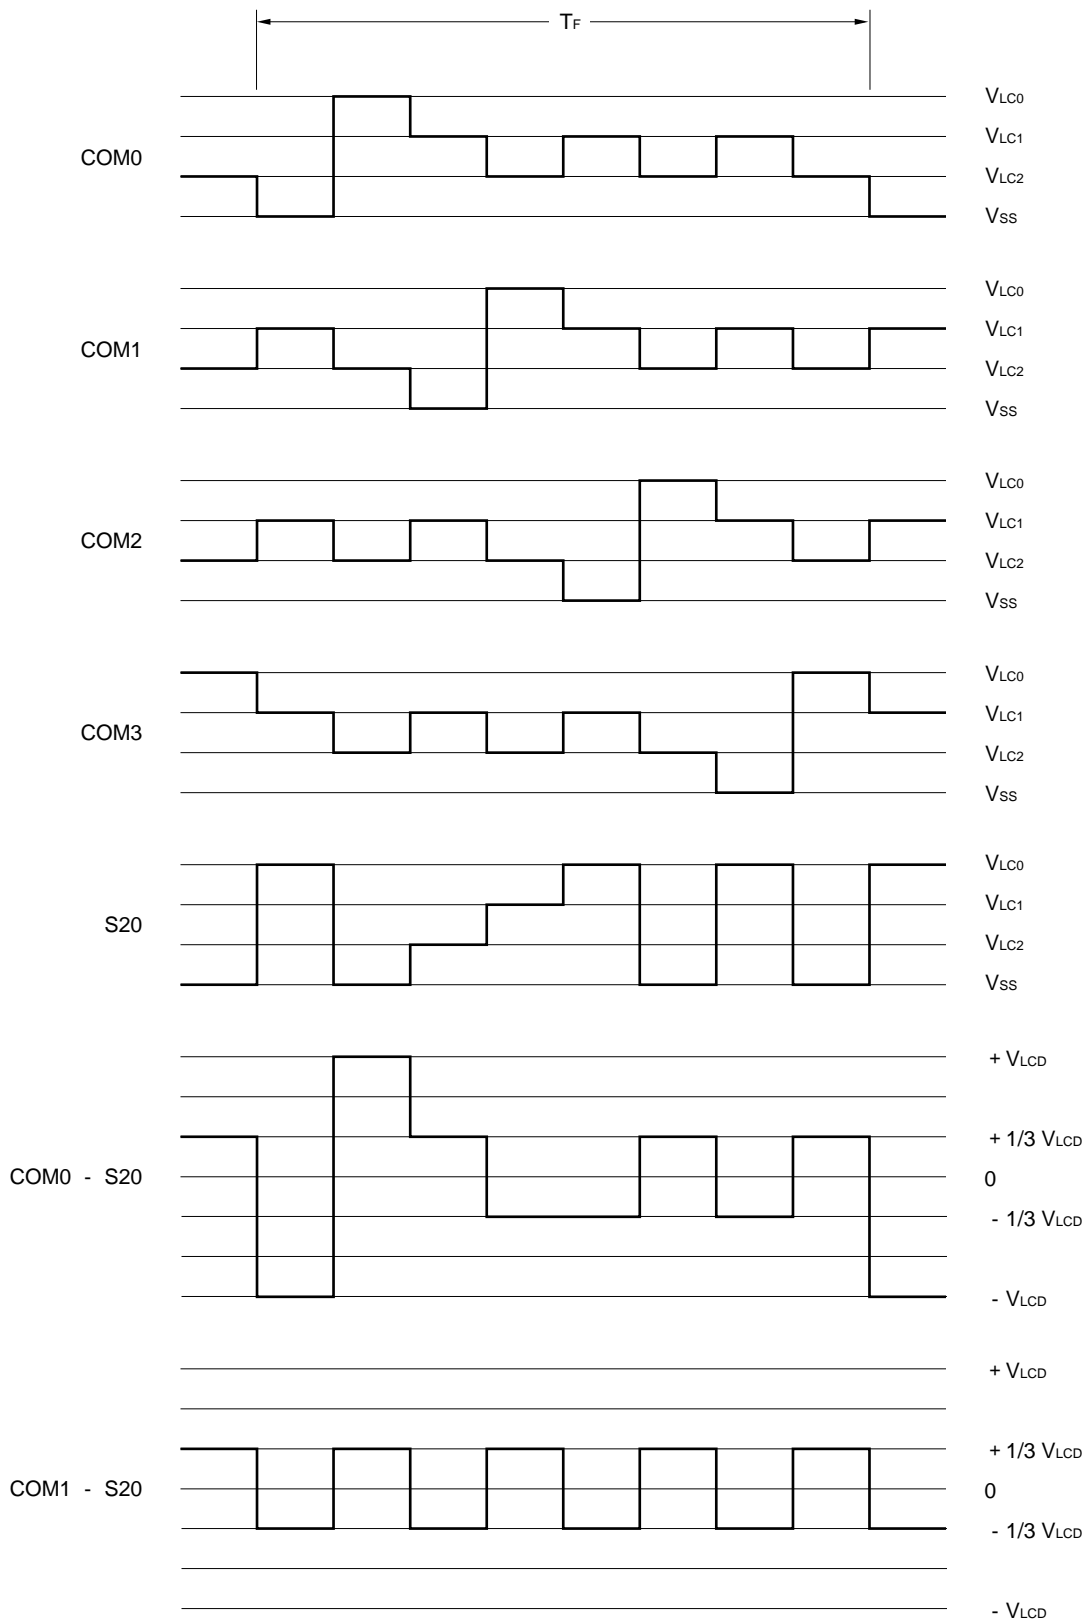 TF
COM0
VLC0
VLC1
VLC2
VSS
COM1
VLC0
VLC1
VLC2
VSS
COM2
VLC0
VLC1
VLC2
VSS
COM3
VLC0
VLC1
VLC2
VSS
S20
VLC0
VLC1
VLC2
VSS
COM0 - S20
+ VLCD
+ 1/3 VLCD
0
- 1/3 VLCD
- VLCD
COM1 - S20
+ VLCD
+ 1/3 VLCD
0
- 1/3 VLCD
- VLCD